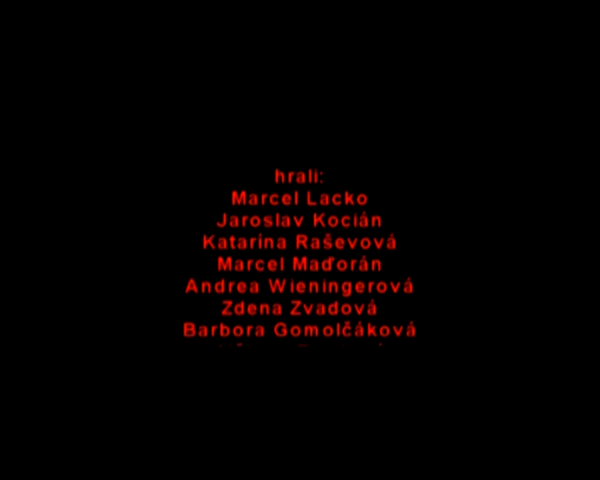 hrali:
Marcel Lacko
Jaroslav Kocián
Katarína Raševová
Marcel Maďorán
Andrea Wieningerová
Zdena Zvadová
Barbora Gomolčáková